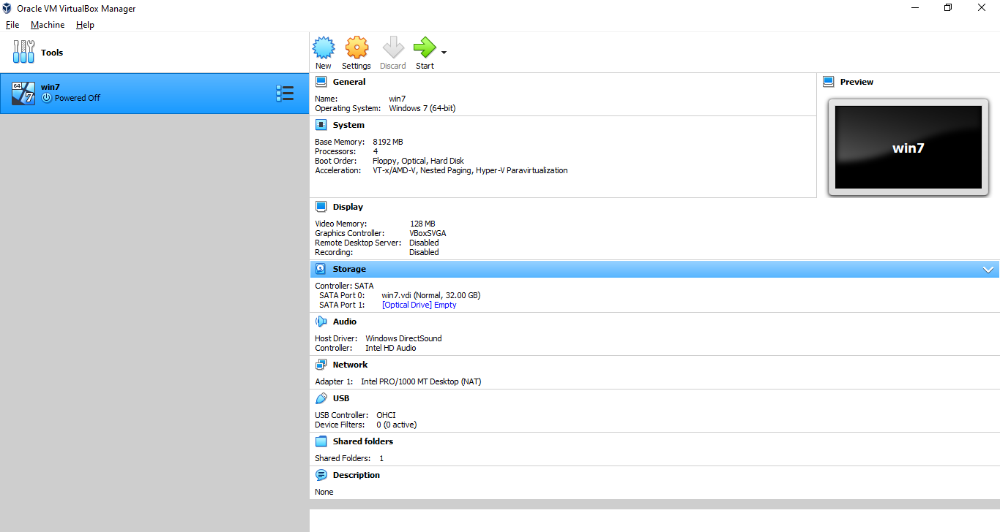 Oracle VM VirtualBox Manager
File Machine Help
Tools
New Settings Discard Start
64
7
win7
Powered Off
General
Name: win7
Operating System: Windows 7 (64-bit)
Preview
win7
System
Base Memory: 8192 MB
Processors: 4
Boot Order: Floppy, Optical, Hard Disk
Acceleration: VT-x/AMD-V, Nested Paging, Hyper-V Paravirtualization
Display
Video Memory: 128 MB
Graphics Controller: VBoxSVGA
Remote Desktop Server: Disabled
Recording: Disabled
Storage
Controller: SATA
SATA Port 0: win7.vdi (Normal, 32.00 GB)
SATA Port 1: [Optical Drive] Empty
Audio
Host Driver: Windows DirectSound
Controller: Intel HD Audio
Network
Adapter 1: Intel PRO/1000 MT Desktop (NAT)
USB
USB Controller: OHCI
Device Filters: 0 (0 active)
Shared folders
Shared Folders: 1
Description
None